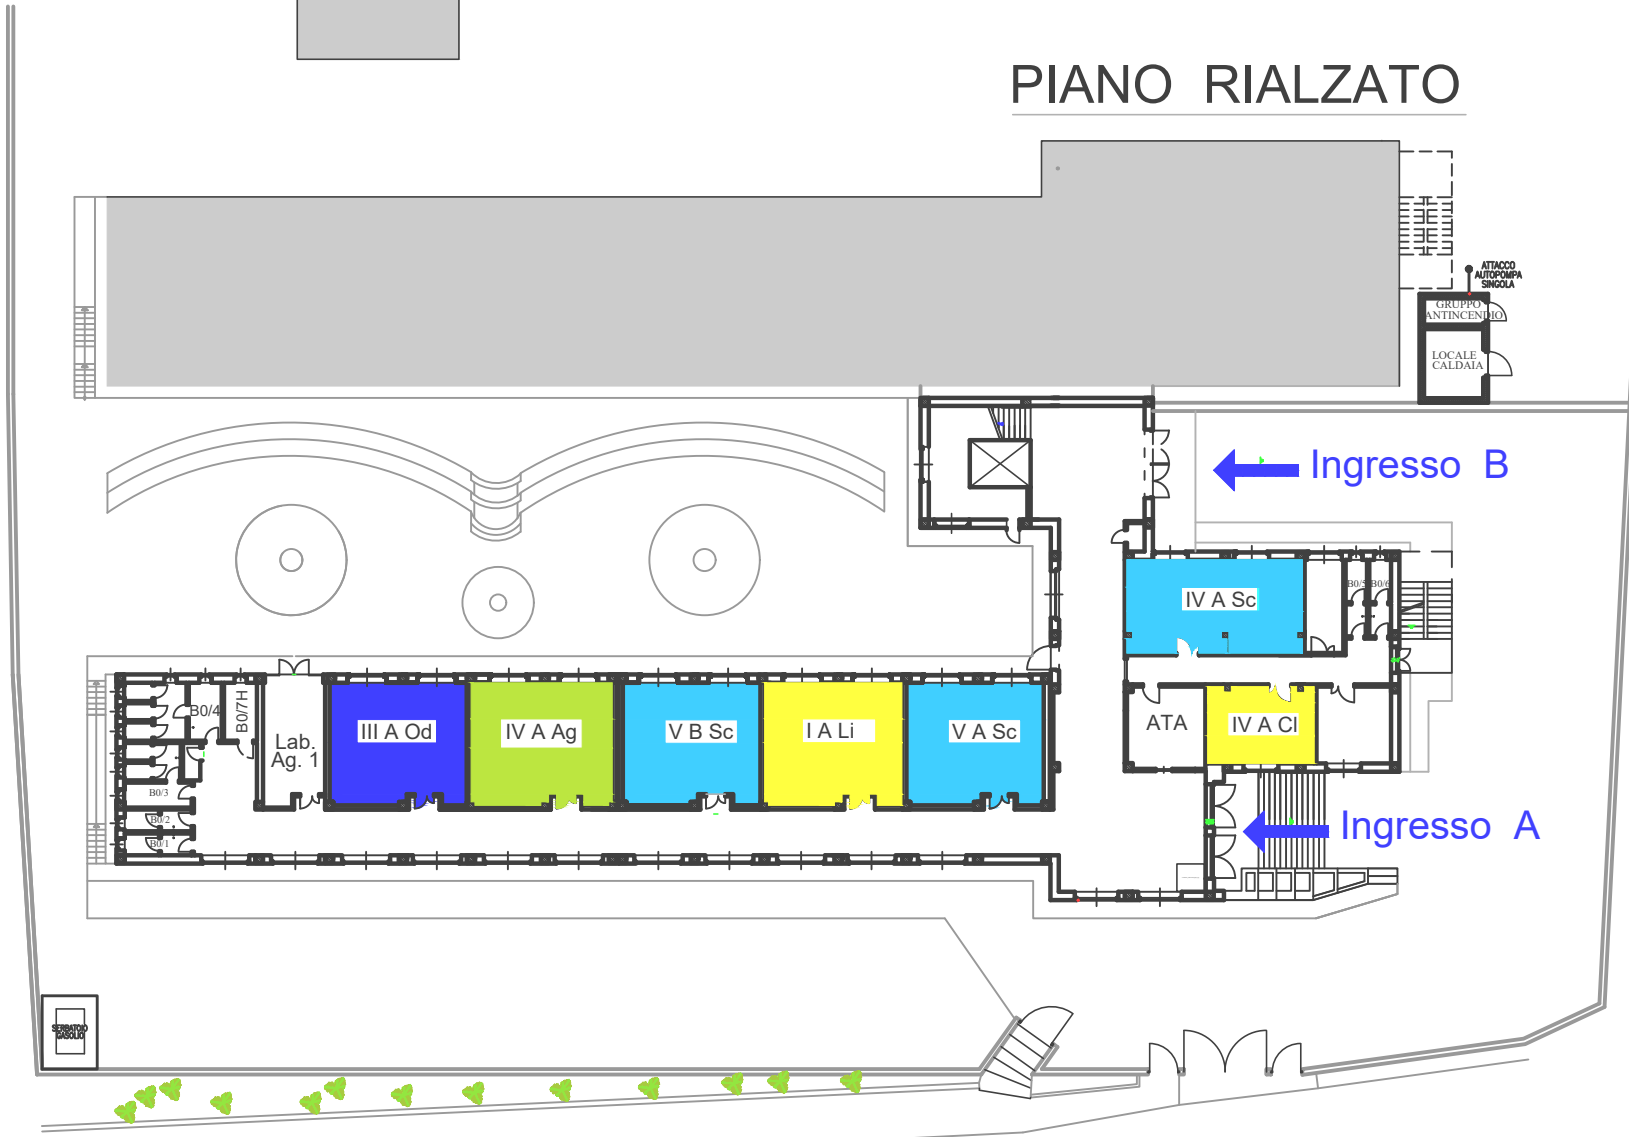 PIANO RIALZATO
ATTACCO
AUTOPOMPA
SINGOLA
GRUPPO
ANTINCENDIO
LOCALE
CALDAIA
Ingresso B
IV A Sc
B0/5
B0/6
B0/4
B0/7H
Lab.
Ag. 1
III A Od
IV A Ag
V B Sc
I A Li
V A Sc
ATA
IV A Cl
B0/3
B0/2
B0/1
Ingresso A
SERBATOIO
GASOLIO